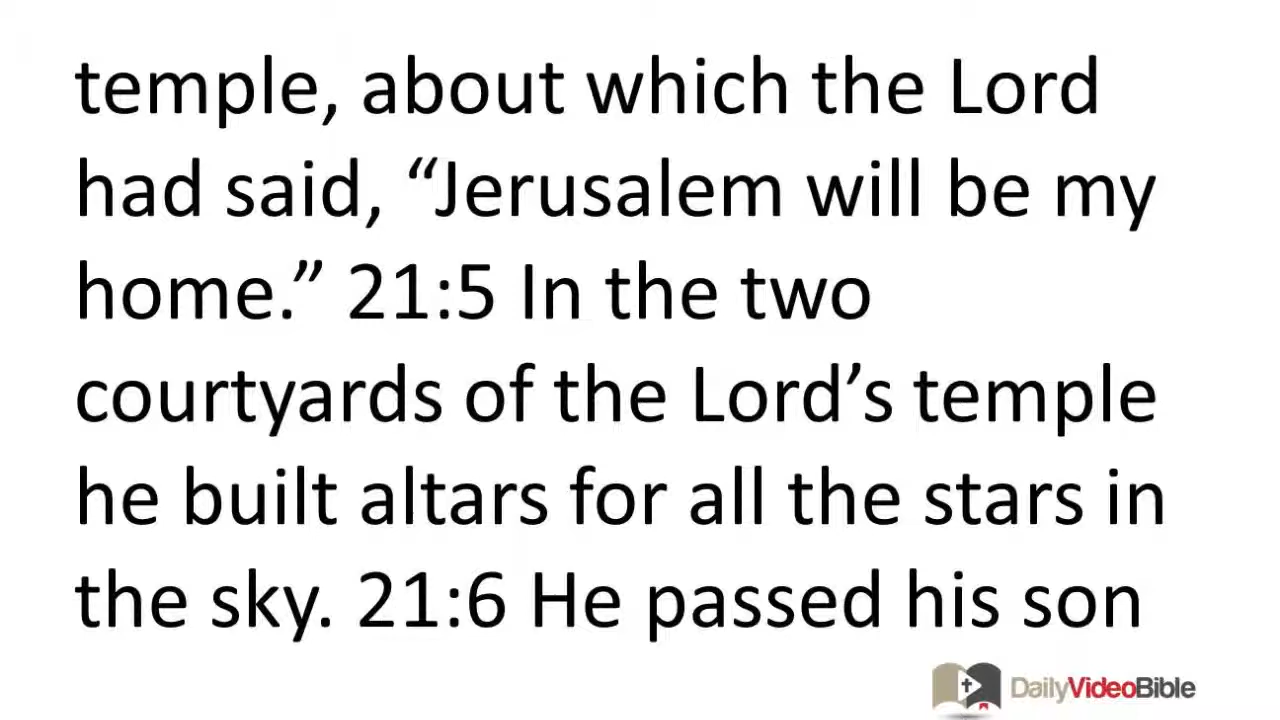 temple, about which the Lord
had said, “Jerusalem will be my
home.” 21:5 In the two
courtyards of the Lord’s temple
he built altars for all the stars in
the sky. 21:6 He passed his son
DailyVideoBible